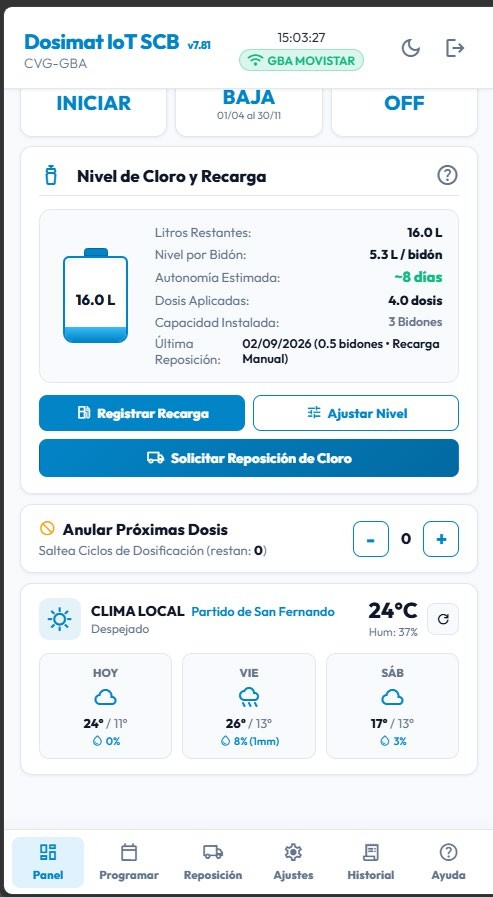 Dosimat IoT SCB v7.81
CVG-GBA
15:03:27
GBA MOVISTAR
INICIAR
BAJA
01/04 al 30/11
OFF
Nivel de Cloro y Recarga
16.0 L
Litros Restantes: 16.0 L
Nivel por Bidón: 5.3 L / bidón
Autonomía Estimada: ~8 días
Dosis Aplicadas: 4.0 dosis
Capacidad Instalada: 3 Bidones
Última Reposición: 02/09/2026 (0.5 bidones • Recarga Manual)
Registrar Recarga
Ajustar Nivel
Solicitar Reposición de Cloro
Anular Próximas Dosis
Saltea Ciclos de Dosificación (restan: 0)
- 0 +
CLIMA LOCAL Partido de San Fernando
Despejado
24°C
Hum: 37%
HOY
24° / 11°
0%
VIE
26° / 13°
8% (1mm)
SÁB
17° / 13°
3%
Panel
Programar
Reposición
Ajustes
Historial
Ayuda